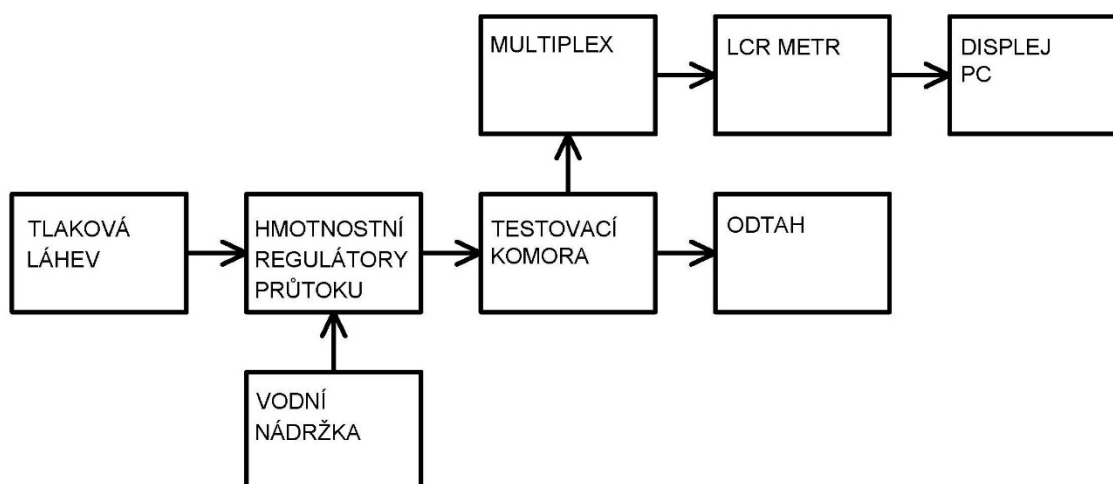 MULTIPLEX
LCR METR
DISPLEJ
PC
TLAKOVÁ
LÁHEV
HMOTNOSTNÍ
REGULÁTORY
PRŮTOKU
TESTOVACÍ
KOMORA
ODTAH
VODNÍ
NÁDRŽKA